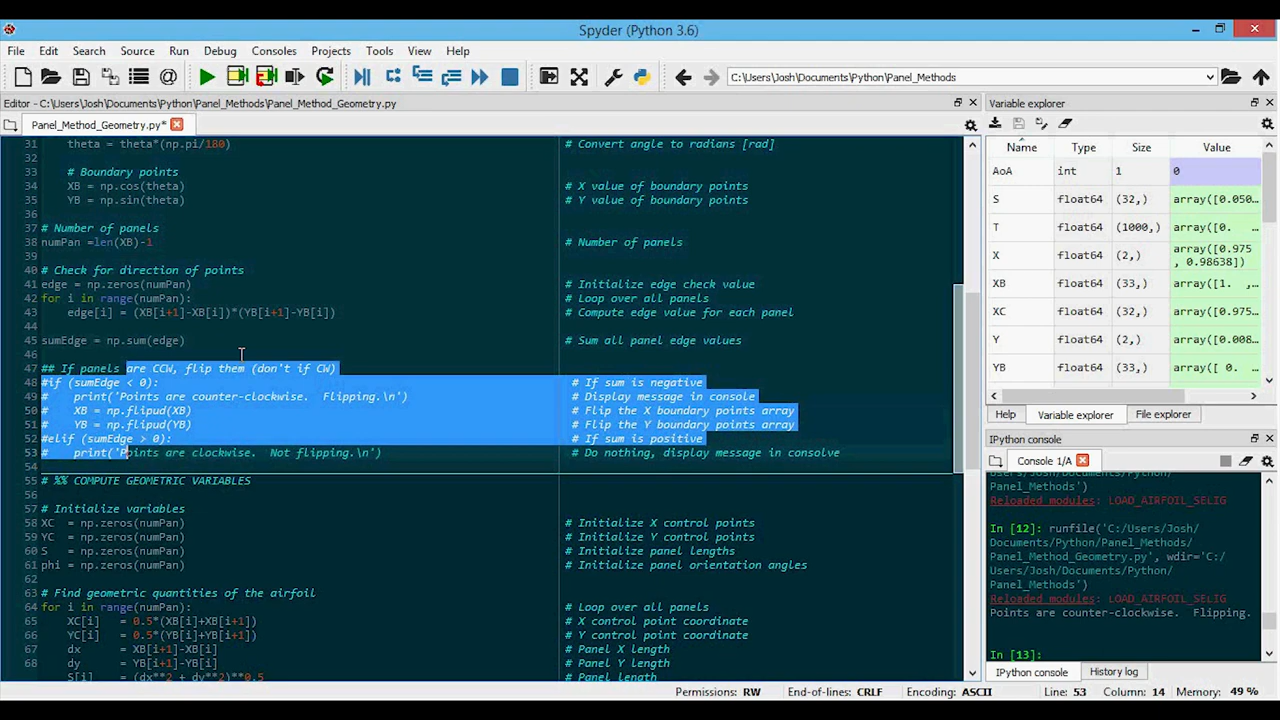 Spyder (Python 3.6)
File Edit Search Source Run Debug Consoles Projects Tools View Help
C:\Users\Josh\Documents\Python\Panel_Methods
Editor - C:\Users\Josh\Documents\Python\Panel_Methods\Panel_Method_Geometry.py
Panel_Method_Geometry.py*
31 theta = theta*(np.pi/180) # Convert angle to radians [rad]
32
33 # Boundary points
34 XB = np.cos(theta) # X value of boundary points
35 YB = np.sin(theta) # Y value of boundary points
36
37 # Number of panels
38 numPan =len(XB)-1 # Number of panels
39
40 # Check for direction of points
41 edge = np.zeros(numPan) # Initialize edge check value
42 for i in range(numPan): # Loop over all panels
43 edge[i] = (XB[i+1]-XB[i])*(YB[i+1]-YB[i]) # Compute edge value for each panel
44
45 sumEdge = np.sum(edge) # Sum all panel edge values
46
47 ## If panels are CCW, flip them (don't if CW)
48 #if (sumEdge < 0): # If sum is negative
49 # print('Points are counter-clockwise. Flipping.\n') # Display message in console
50 # XB = np.flipud(XB) # Flip the X boundary points array
51 # YB = np.flipud(YB) # Flip the Y boundary points array
52 #elif (sumEdge > 0): # If sum is positive
53 # print('Points are clockwise. Not flipping.\n') # Do nothing, display message in consolve
54
55 # %% COMPUTE GEOMETRIC VARIABLES
56
57 # Initialize variables
58 XC = np.zeros(numPan) # Initialize X control points
59 YC = np.zeros(numPan) # Initialize Y control points
60 S = np.zeros(numPan) # Initialize panel lengths
61 phi = np.zeros(numPan) # Initialize panel orientation angles
62
63 # Find geometric quantities of the airfoil
64 for i in range(numPan): # Loop over all panels
65 XC[i] = 0.5*(XB[i]+XB[i+1]) # X control point coordinate
66 YC[i] = 0.5*(YB[i]+YB[i+1]) # Y control point coordinate
67 dx = XB[i+1]-XB[i] # Panel X length
68 dy = YB[i+1]-YB[i] # Panel Y length
S[i] = (dx**2 + dy**2)**0.5 # Panel length
Variable explorer
Name Type Size Value
AoA int 1 0
S float64 (32,) array([0.050...
T float64 (1000,) array([0. ...
X float64 (2,) array([0.975
, 0.98638])
XB float64 (33,) array([1. ,...
XC float64 (32,) array([0.975...
Y float64 (2,) array([0.008...
YB float64 (33,) array([ 0. ...
Help Variable explorer File explorer
IPython console
Console 1/A
Users/Josh/Documents/Python/
Panel_Methods')
Reloaded modules: LOAD_AIRFOIL_SELIG
In [12]: runfile('C:/Users/Josh/
Documents/Python/Panel_Methods/
Panel_Method_Geometry.py', wdir='C:/
Users/Josh/Documents/Python/
Panel_Methods')
Reloaded modules: LOAD_AIRFOIL_SELIG
Points are counter-clockwise. Flipping.
In [13]:
IPython console History log
Permissions: RW End-of-lines: CRLF Encoding: ASCII Line: 53 Column: 14 Memory: 49 %